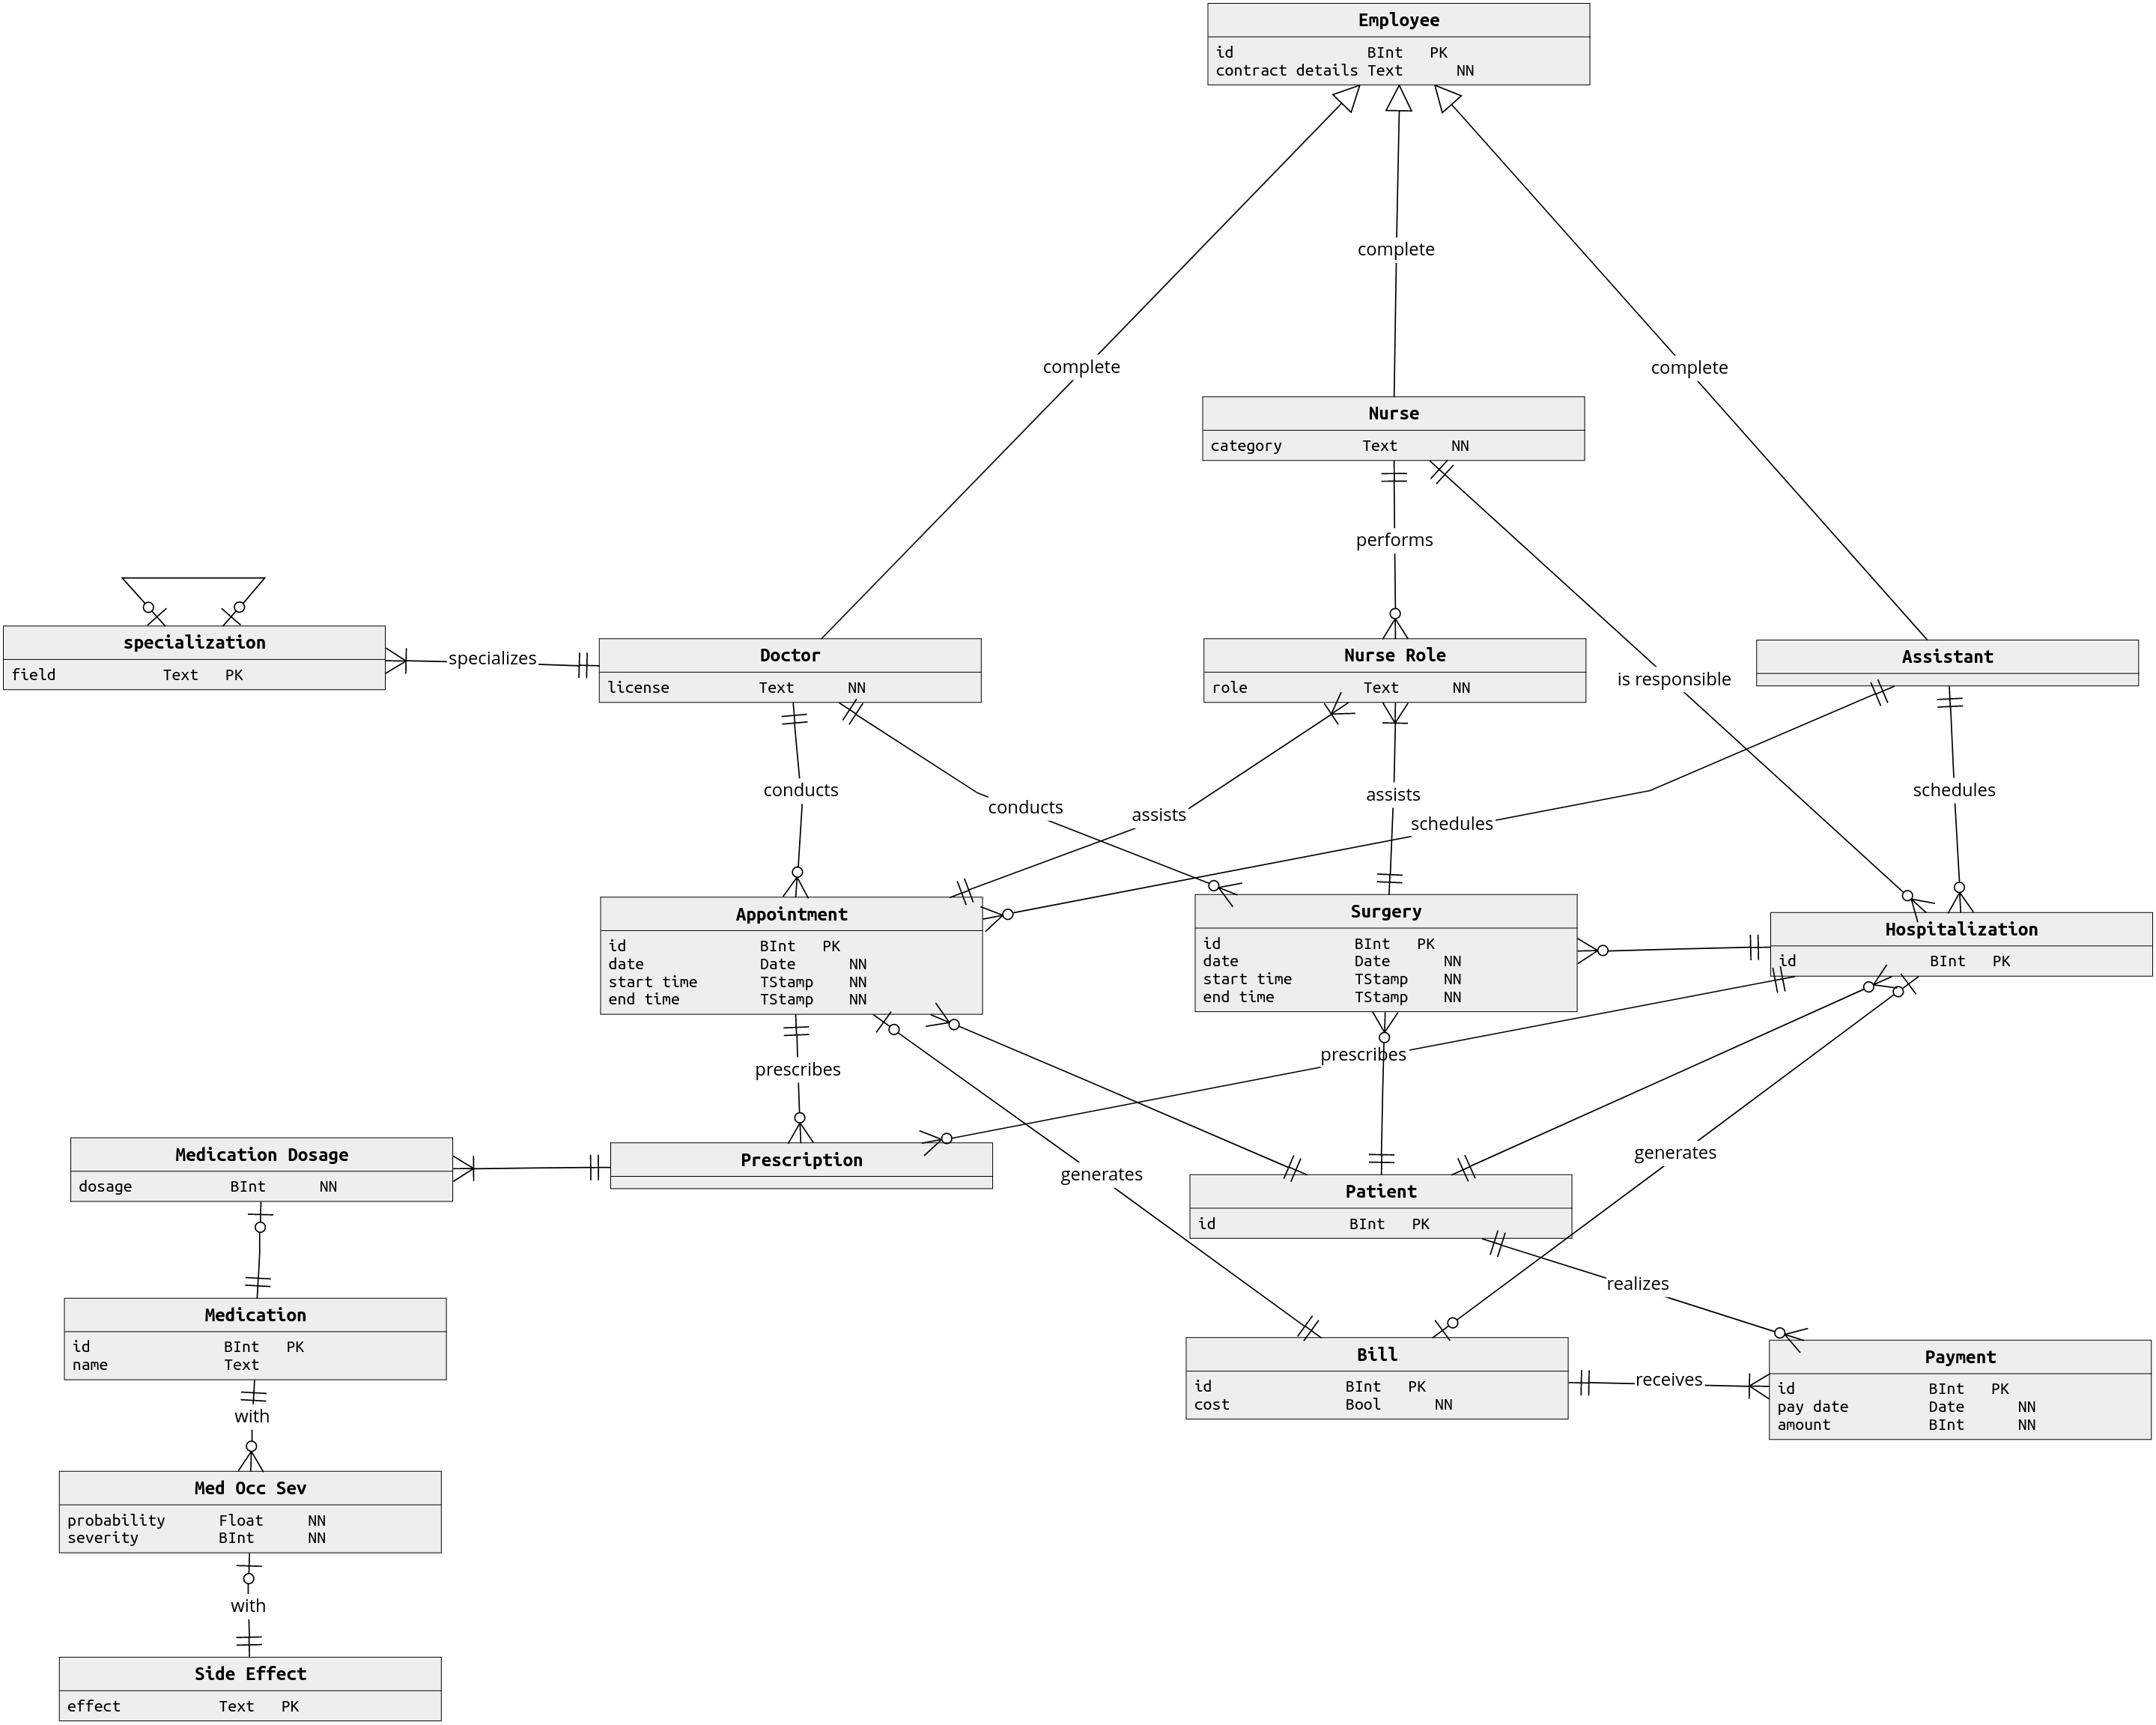 Employee
id BInt PK
contract details Text NN
complete
complete
complete
Nurse
category Text NN
performs
specialization
field Text PK
specializes
Doctor
license Text NN
Nurse Role
role Text NN
is responsible
Assistant
conducts
conducts
assists
assists
schedules
schedules
Appointment
id BInt PK
date Date NN
start time TStamp NN
end time TStamp NN
Surgery
id BInt PK
date Date NN
start time TStamp NN
end time TStamp NN
Hospitalization
id BInt PK
prescribes
prescribes
Medication Dosage
dosage BInt NN
Prescription
generates
Patient
id BInt PK
generates
realizes
Medication
id BInt PK
name Text
Bill
id BInt PK
cost Bool NN
receives
Payment
id BInt PK
pay date Date NN
amount BInt NN
with
Med Occ Sev
probability Float NN
severity BInt NN
with
Side Effect
effect Text PK